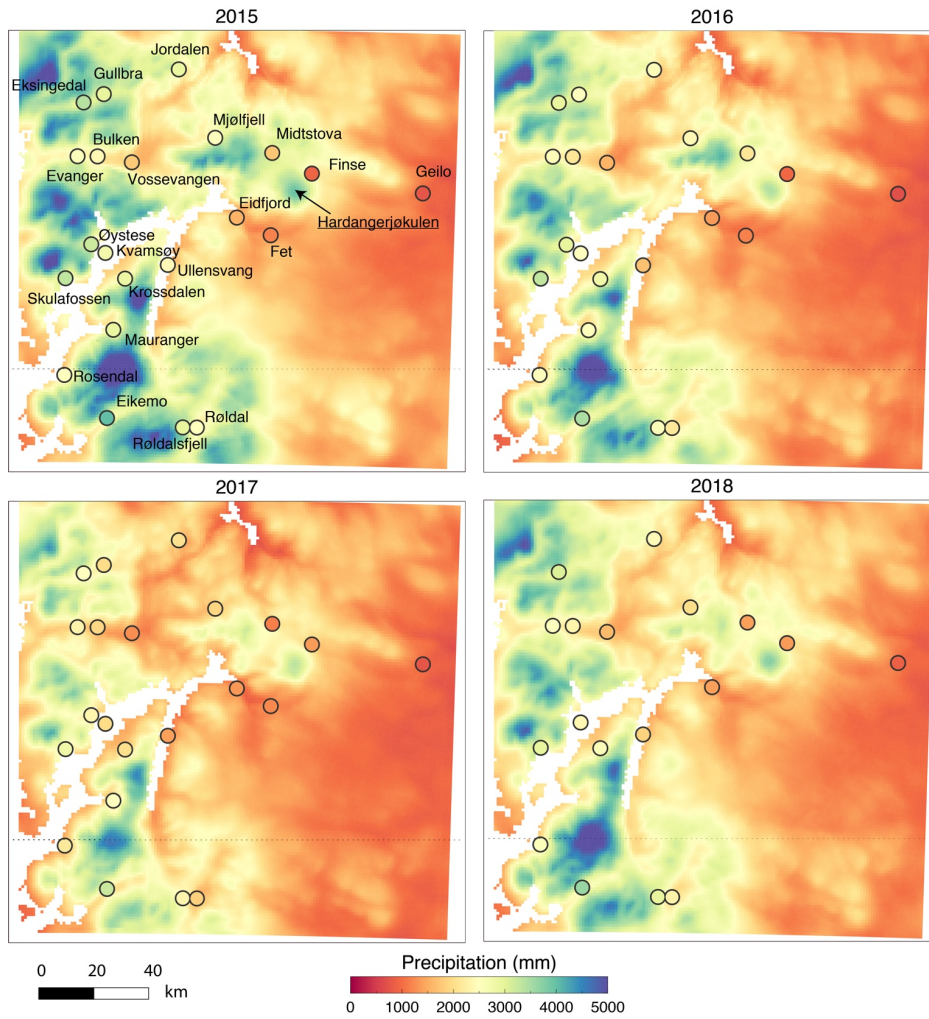 2015
2016
Jordalen
Gullbra
Eksingedal
Mjølfjell
Midtstova
Bulken
Finse
Evanger
Vossevangen
Geilo
Eidfjord
Hardangerjøkulen
Øystese
Fet
Kvamsøy
Ullensvang
Skulafossen
Krossdalen
Mauranger
Rosendal
Eikemo
Røldal
Røldalsfjell
2017
2018
Precipitation (mm)
0 20 40
km
0 1000 2000 3000 4000 5000